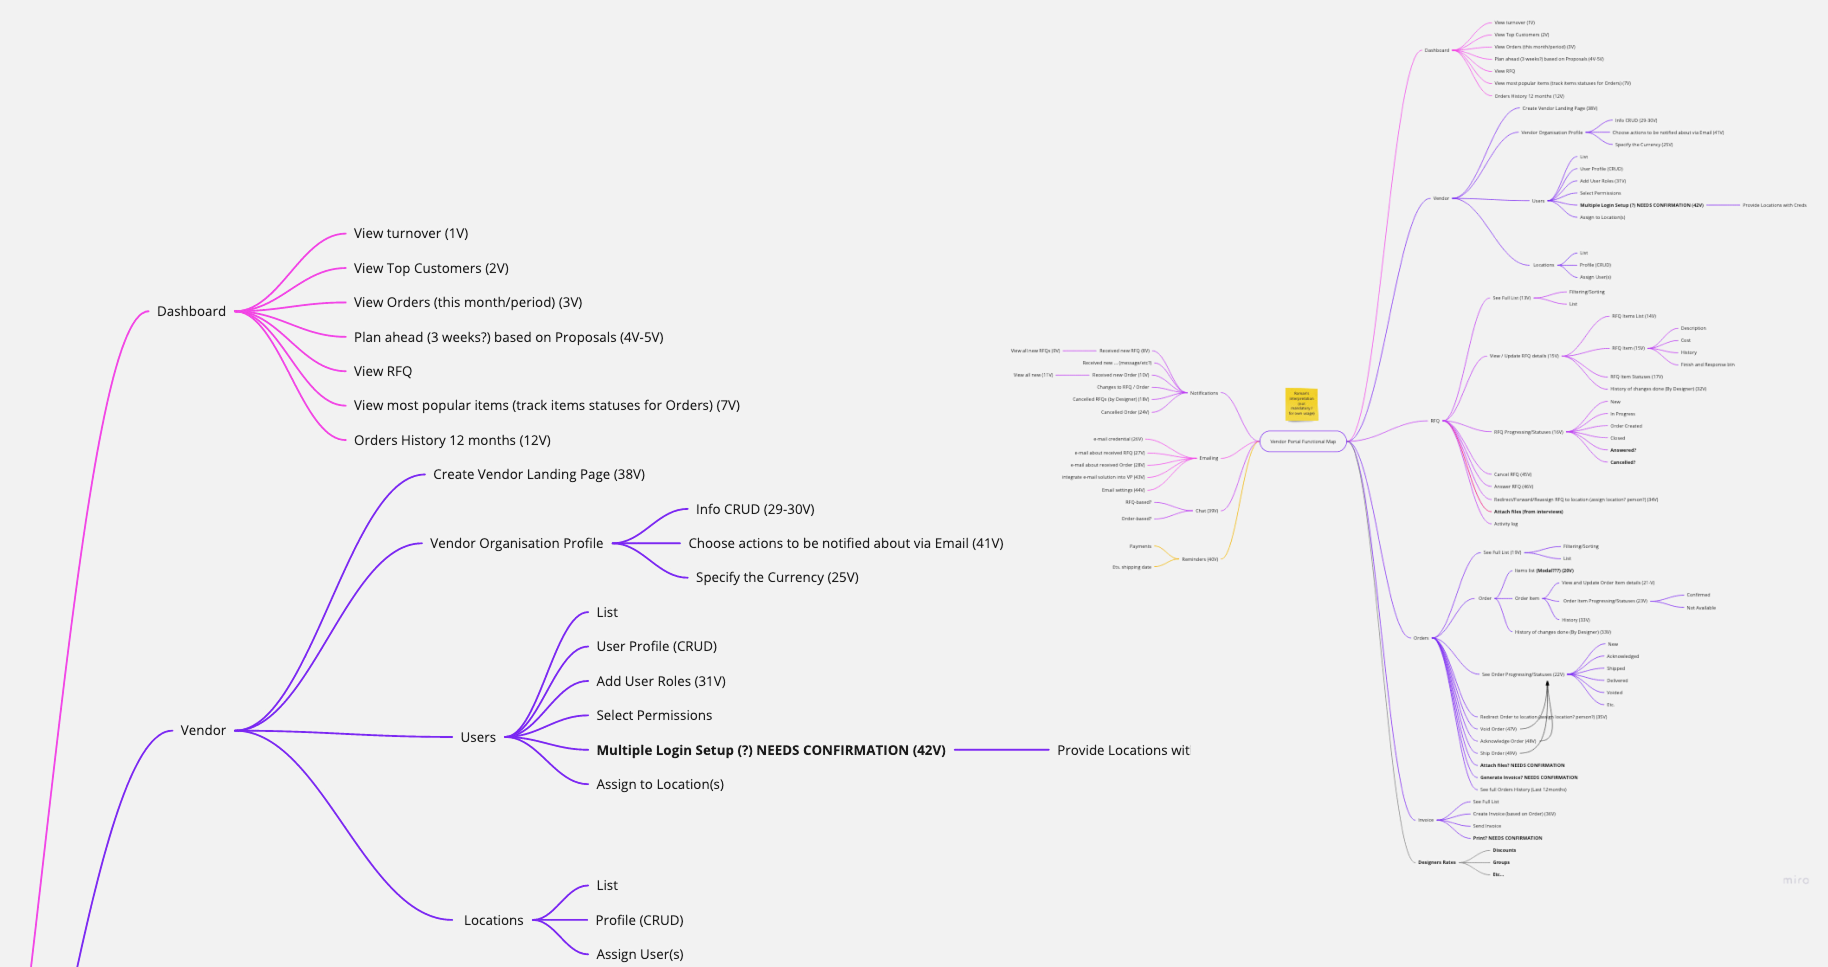 Dashboard
View turnover (1V)
View Top Customers (2V)
View Orders (this month/period) (3V)
Plan ahead (3 weeks?) based on Proposals (4V-5V)
View RFQ
View most popular items (track items statuses for Orders) (7V)
Orders History 12 months (12V)
Vendor
Create Vendor Landing Page (38V)
Vendor Organisation Profile
Info CRUD (29-30V)
Choose actions to be notified about via Email (41V)
Specify the Currency (25V)
Users
List
User Profile (CRUD)
Add User Roles (31V)
Select Permissions
Multiple Login Setup (?) NEEDS CONFIRMATION (42V)
Provide Locations wit
Assign to Location(s)
Locations
List
Profile (CRUD)
Assign User(s)
Vendor Portal Functional Map
Notifications
Received new RFQ (8V)
View all new RFQs (9V)
Received new Order (10V)
View all new (11V)
Changes to RFQ / Order
Cancelled RFQs (by Designer) (18V)
Cancelled Order (24V)
Emailing
e-mail credential (26V)
e-mail about received RFQ (27V)
e-mail about received Order (28V)
integrate e-mail solution into VP (43V)
Email settings (44V)
Chat (39V)
RFQ-based?
Order-based?
Reminders (40V)
Payments
Etc. shipping date
Dashboard
View turnover (1V)
View Top Customers (2V)
View Orders (this month/period) (3V)
Plan ahead (3 weeks?) based on Proposals (4V-5V)
View RFQ
View most popular items (track items statuses for Orders) (7V)
Orders History 12 months (12V)
Vendor
Create Vendor Landing Page (38V)
Vendor Organisation Profile
Info CRUD (29-30V)
Choose actions to be notified about via Email (41V)
Specify the Currency (25V)
Users
List
User Profile (CRUD)
Add User Roles (31V)
Select Permissions
Multiple Login Setup (?) NEEDS CONFIRMATION (42V)
Provide Locations with Creds
Assign to Location(s)
Locations
List
Profile (CRUD)
Assign User(s)
RFQ
See Full List (13V)
Filtering/Sorting
List
View / Update RFQ details (15V)
RFQ Items List (14V)
RFQ Item (15V)
Description
Cost
History
Finish and Response bin
RFQ Item Statuses (17V)
History of changes done (By Designer) (32V)
RFQ Progressing/Statuses (16V)
New
In Progress
Order Created
Closed
Answered?
Cancelled?
Cancel RFQ (45V)
Answer RFQ (46V)
Redirect/Forward/Reassign RFQ to location (assign location? person?) (34V)
Attach files (from interviews)
Activity log
Orders
See Full List (19V)
Filtering/Sorting
List
Order
Items list (Modal???) (20V)
Order Item
View and Update Order Item details (21-V)
Order Item Progressing/Statuses (23V)
Confirmed
Not Available
History (33V)
History of changes done (By Designer) (33V)
See Order Progressing/Statuses (22V)
New
Acknowledged
Shipped
Delivered
Voided
Etc.
Redirect Order to location (assign location? person?) (35V)
Void Order (47V)
Acknowledge Order (48V)
Ship Order (49V)
Attach files? NEEDS CONFIRMATION
Generate Invoice? NEEDS CONFIRMATION
See full Orders History (Last 12months)
Invoice
See Full List
Create Invoice (based on Order) (36V)
Send Invoice
Print? NEEDS CONFIRMATION
Designers Rates
Discounts
Groups
Etc...
miro